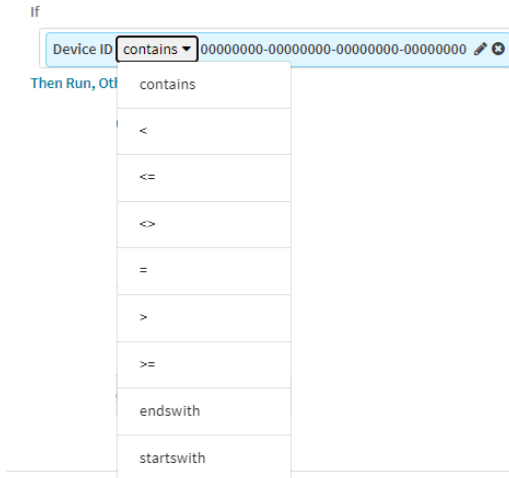 If
Device ID contains 00000000-00000000-00000000-00000000
Then Run, Oth
contains
<
<=
<>
=
>
>=
endswith
startswith